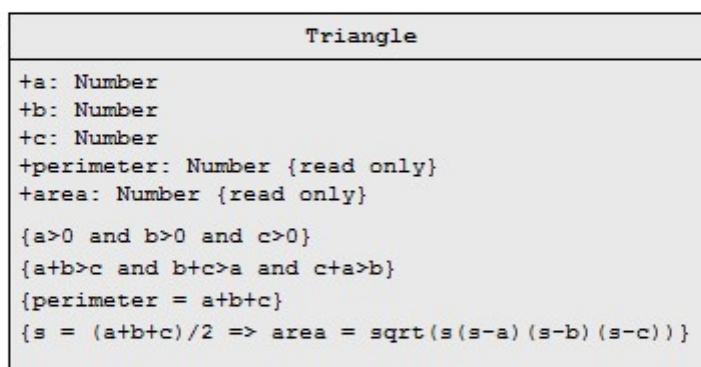 Triangle
+a: Number
+b: Number
+c: Number
+perimeter: Number {read only}
+area: Number {read only}
{a>0 and b>0 and c>0}
{a+b>c and b+c>a and c+a>b}
{perimeter = a+b+c}
{s = (a+b+c)/2 => area = sqrt(s(s-a)(s-b)(s-c))}